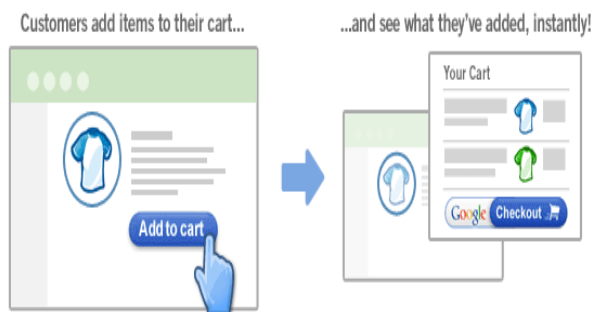 Customers add items to their cart...
...and see what they've added, instantly!
Add to cart
Your Cart
Google Checkout